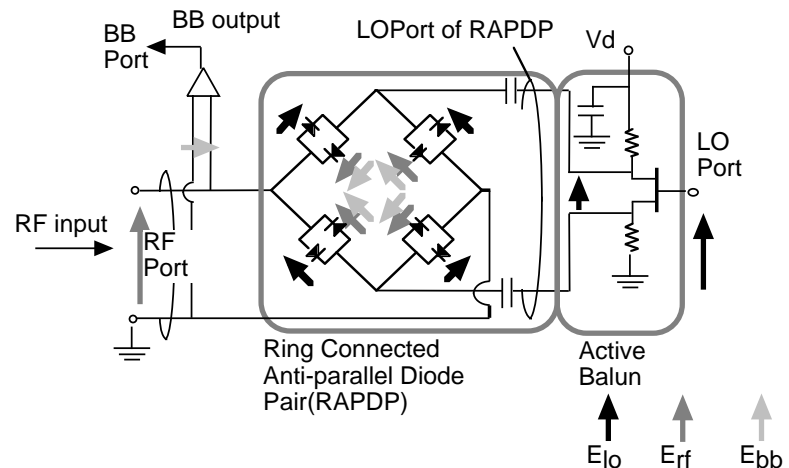 BB output
BB
Port
LOPort of RAPDP
Vd
LO
Port
RF input
RF
Port
Ring Connected
Anti-parallel Diode
Pair(RAPDP)
Active
Balun
Elo
Erf
Ebb